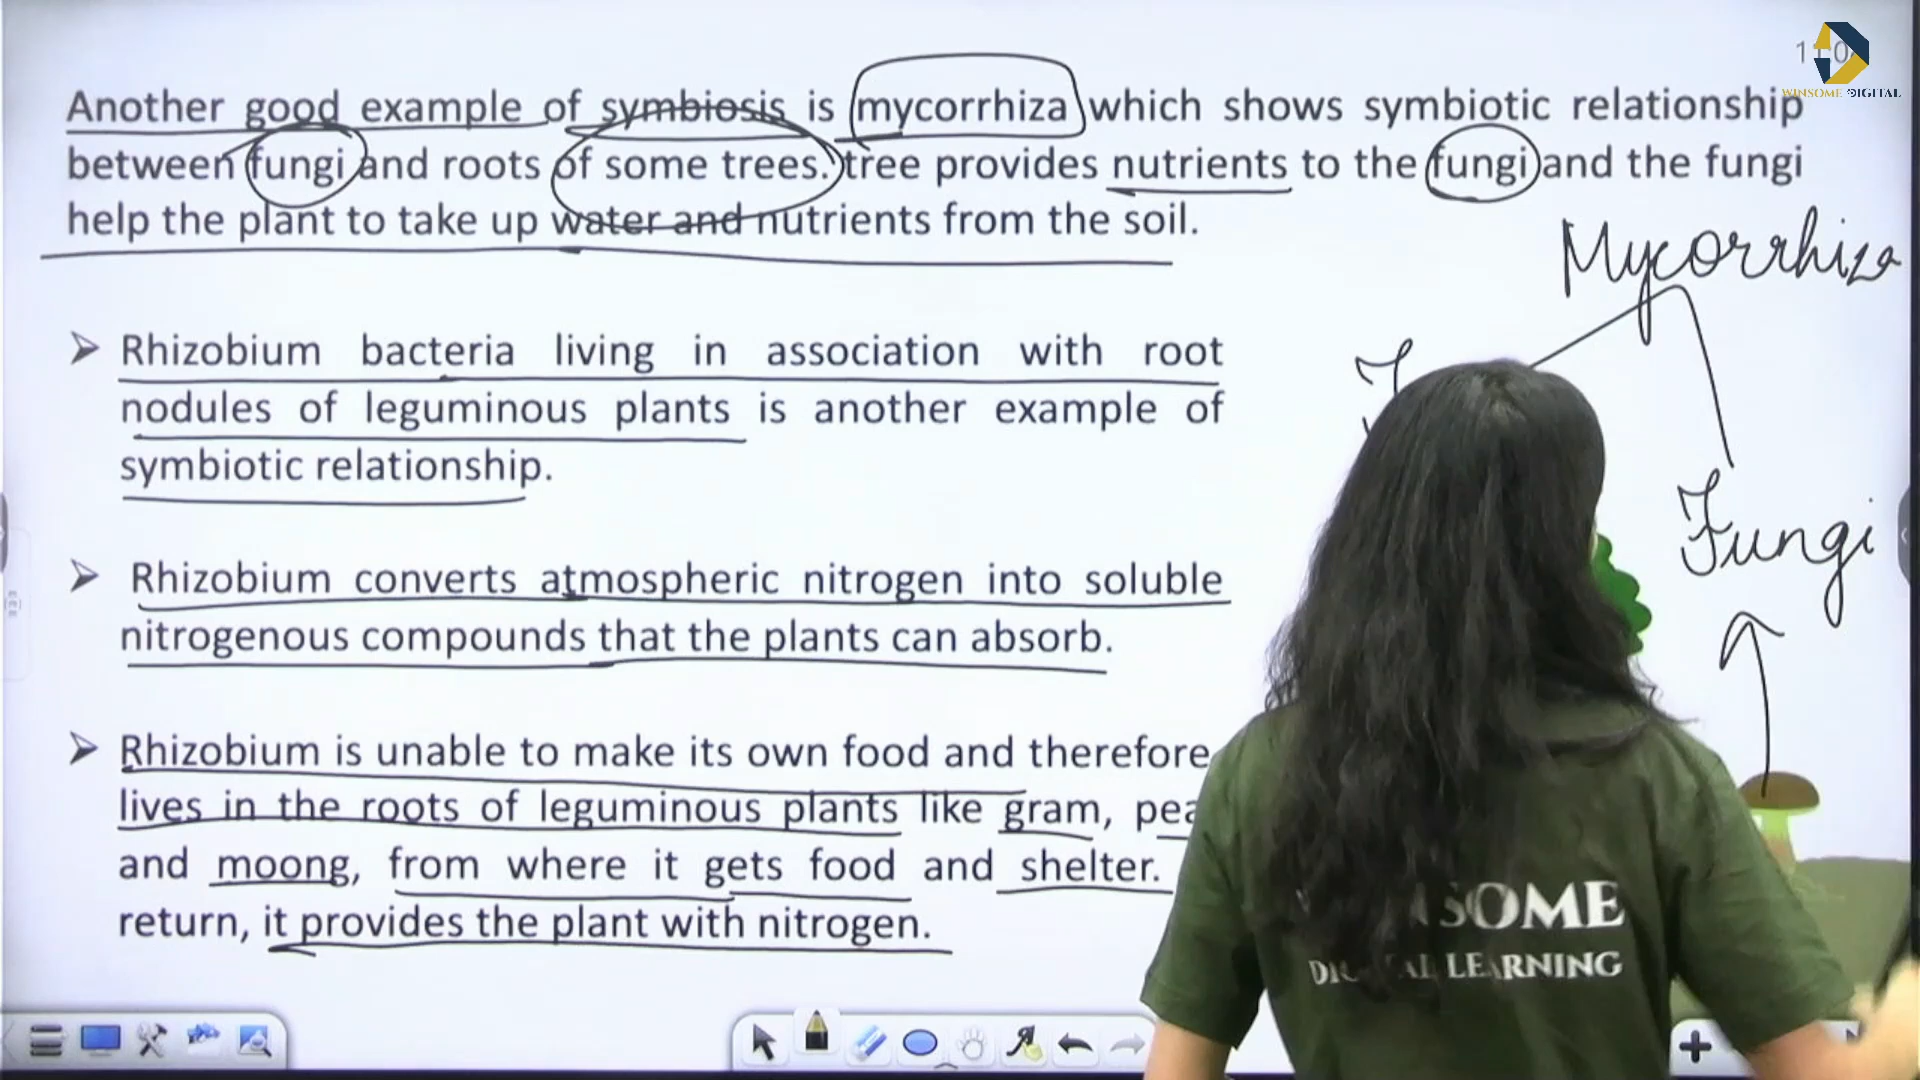 WINSOME DIGITAL
Another good example of symbiosis is mycorrhiza which shows symbiotic relationship
between fungi and roots of some trees. tree provides nutrients to the fungi and the fungi
help the plant to take up water and nutrients from the soil.
Mycorrhiza
➢ Rhizobium bacteria living in association with root
nodules of leguminous plants is another example of
symbiotic relationship.
Fungi
➢ Rhizobium converts atmospheric nitrogen into soluble
nitrogenous compounds that the plants can absorb.
➢ Rhizobium is unable to make its own food and therefore
lives in the roots of leguminous plants like gram,
and moong, from where it gets food and shelter.
return, it provides the plant with nitrogen.
LEARNING